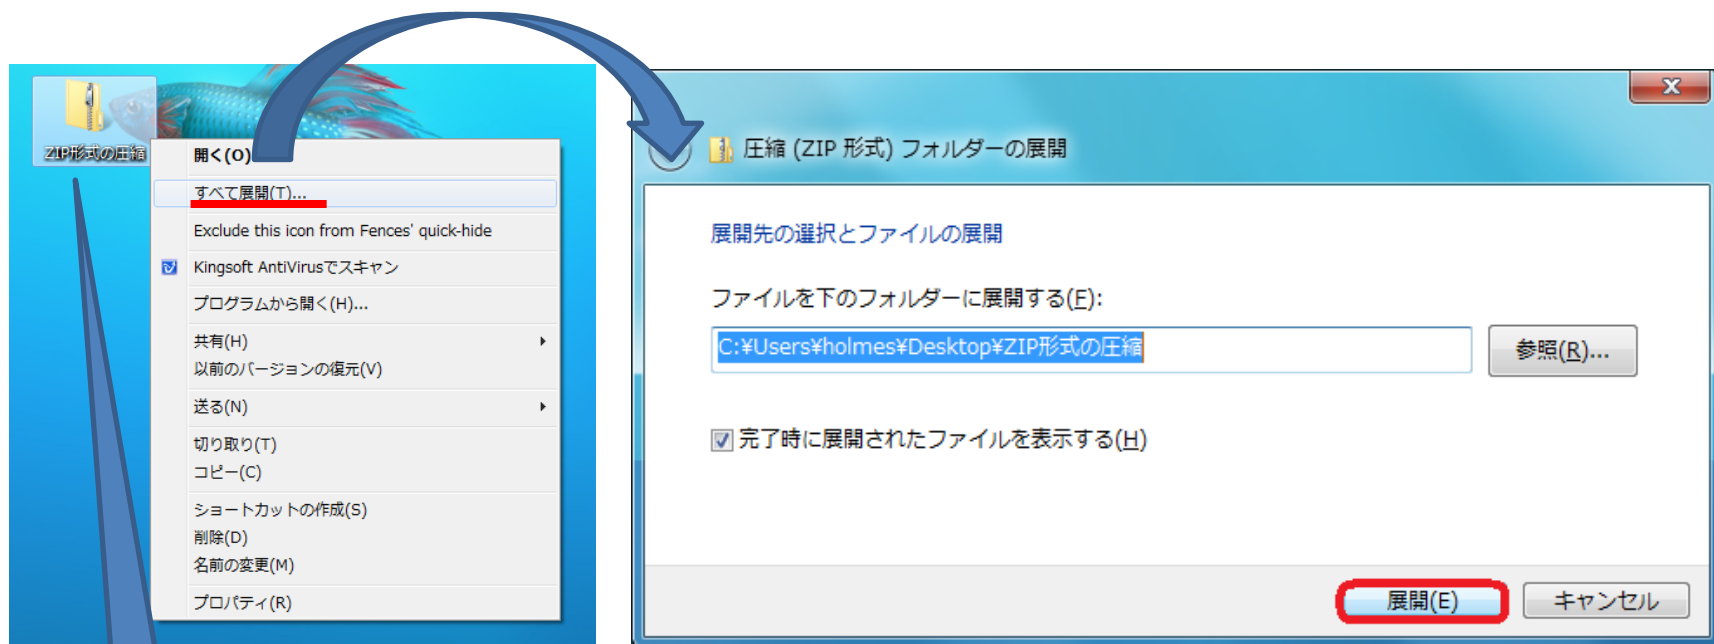 ZIP形式の圧縮
開く(O)
すべて展開(T)...
Exclude this icon from Fences' quick-hide
Kingsoft AntiVirusでスキャン
プログラムから開く(H)...
共有(H)
以前のバージョンの復元(V)
送る(N)
切り取り(T)
コピー(C)
ショートカットの作成(S)
削除(D)
名前の変更(M)
プロパティ(R)
圧縮 (ZIP 形式) フォルダーの展開
展開先の選択とファイルの展開
ファイルを下のフォルダーに展開する(F):
C:¥Users¥holmes¥Desktop¥ZIP形式の圧縮
参照(R)...
完了時に展開されたファイルを表示する(H)
展開(E)
キャンセル